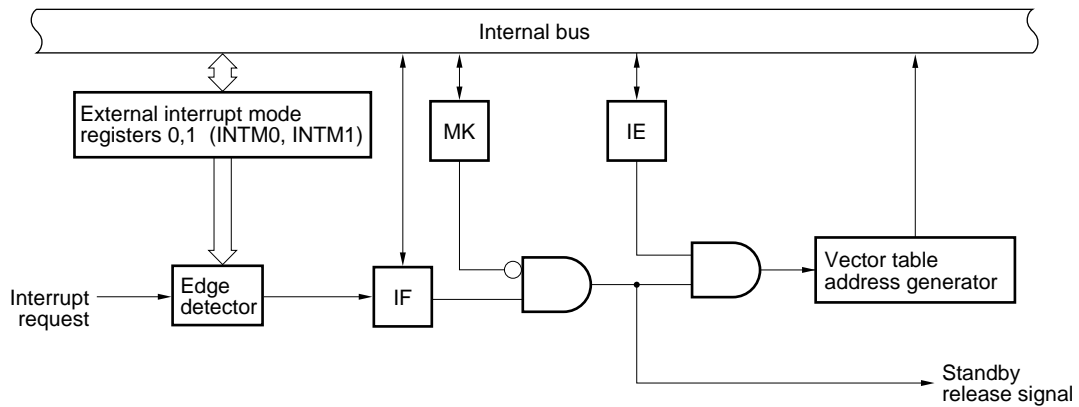 Internal bus
External interrupt mode
registers 0,1 (INTM0, INTM1)
MK
IE
Interrupt
request
Edge
detector
IF
Vector table
address generator
Standby
release signal